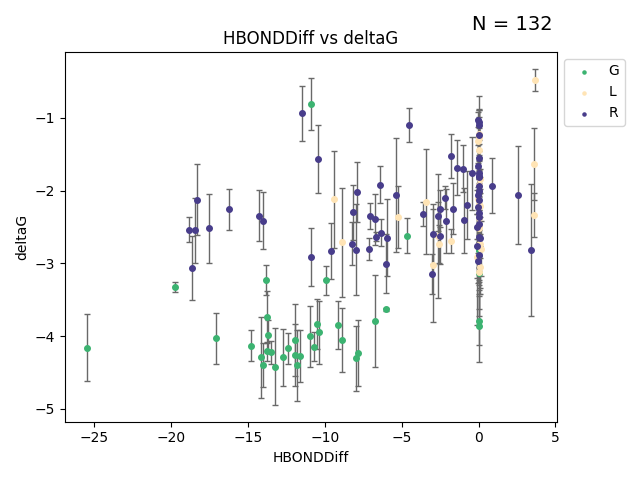 N = 132
HBONDDiff vs deltaG
G
L
R
−1
−2
−3
−4
−5
deltaG
−25
−20
−15
−10
−5
0
5
HBONDDiff